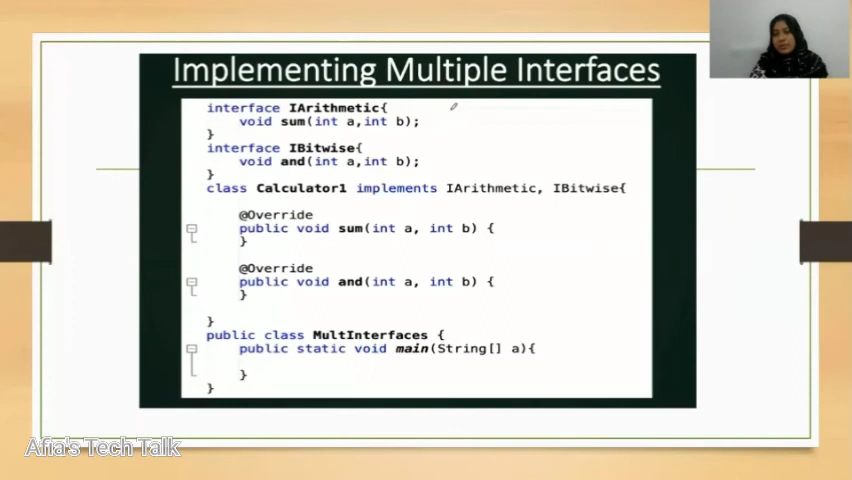 Implementing Multiple Interfaces
interface IArithmetic{
void sum(int a,int b);
}
interface IBitwise{
void and(int a,int b);
}
class Calculator1 implements IArithmetic, IBitwise{
@Override
public void sum(int a, int b) {
}
@Override
public void and(int a, int b) {
}
}
public class MultInterfaces {
public static void main(String[] a){
}
}
Afia's Tech Talk